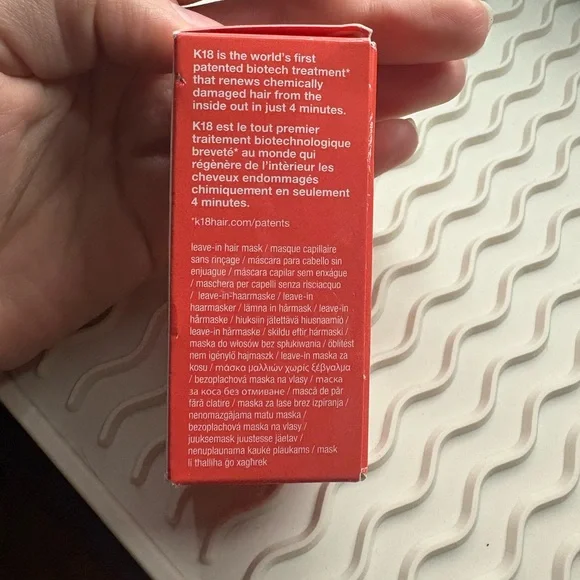 K18 is the world's first
patented biotech treatment*
that renews chemically
damaged hair from the
inside out in just 4 minutes.
K18 est le tout premier
traitement biotechnologique
breveté* au monde qui
régénère de l'intérieur les
cheveux endommagés
chimiquement en seulement
4 minutes.
*k18hair.com/patents
leave-in hair mask / masque capillaire
sans rinçage / máscara para cabello sin
enjuague / máscara capilar sem enxágue
/ maschera per capelli senza risciacquo
/ leave-in-haarmaske / leave-in
haarmasker / lämna in hårmask / leave-in
hårmaske / hiuksiin jätettävä hiusnaamio /
leave-in hårmaske / skildu eftir hármaski /
maska do włosów bez spłukiwania / öblítést
nem igénylő hajmaszk / leave-in maska za
kosu / μάσκα μαλλιών χωρίς ξέβγαλμα
/ bezoplachová maska na vlasy / маска
за коса без отмиване / mască de păr
fără clatire / maska za lase brez izpiranja /
nenomazgājama matu maska /
bezoplachová maska na vlasy /
juuksemask juustesse jäetav /
nenuplaunama kaukė plaukams / mask
li tħalliha ġo xagħrek